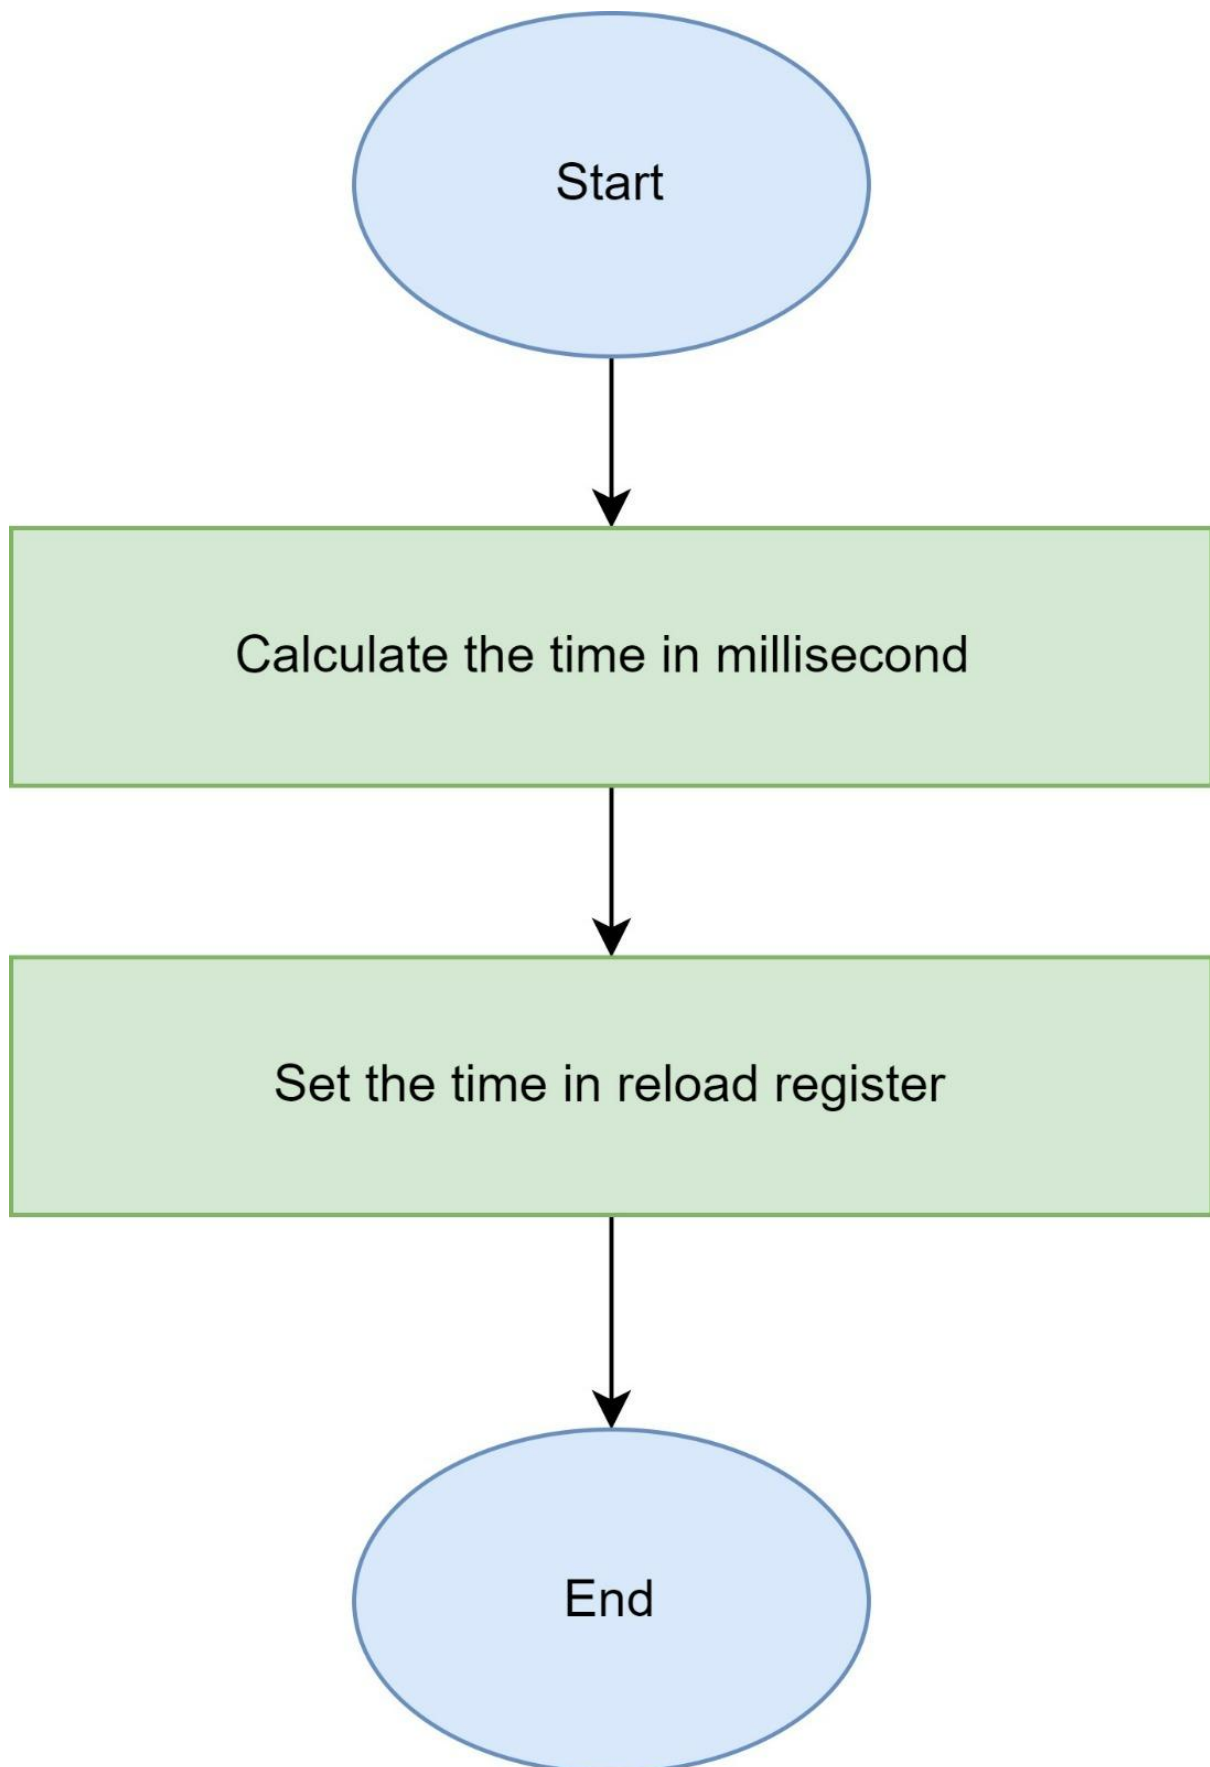 Start
Calculate the time in millisecond
Set the time in reload register
End